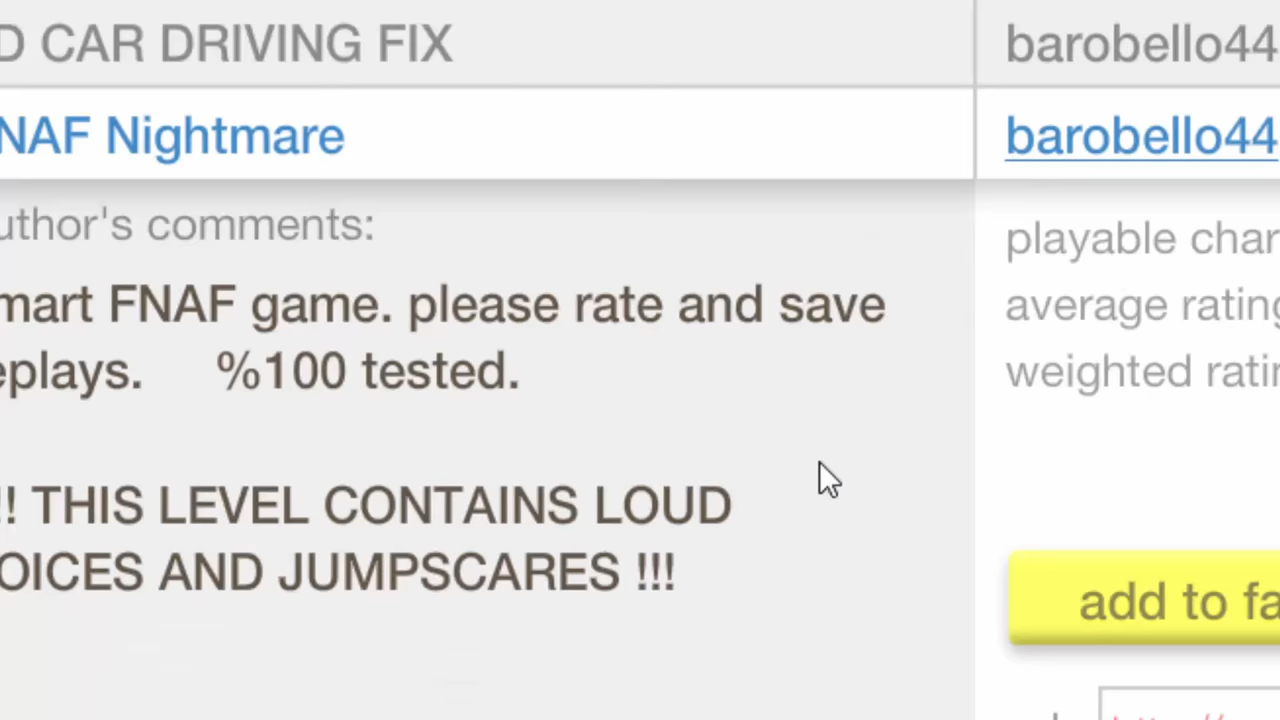 D CAR DRIVING FIX
barobello44
NAF Nightmare
barobello44
uthor's comments:
mart FNAF game. please rate and save
eplays. %100 tested.
!! THIS LEVEL CONTAINS LOUD
OICES AND JUMPSCARES !!!
playable char
average rating
weighted ratin
add to fa